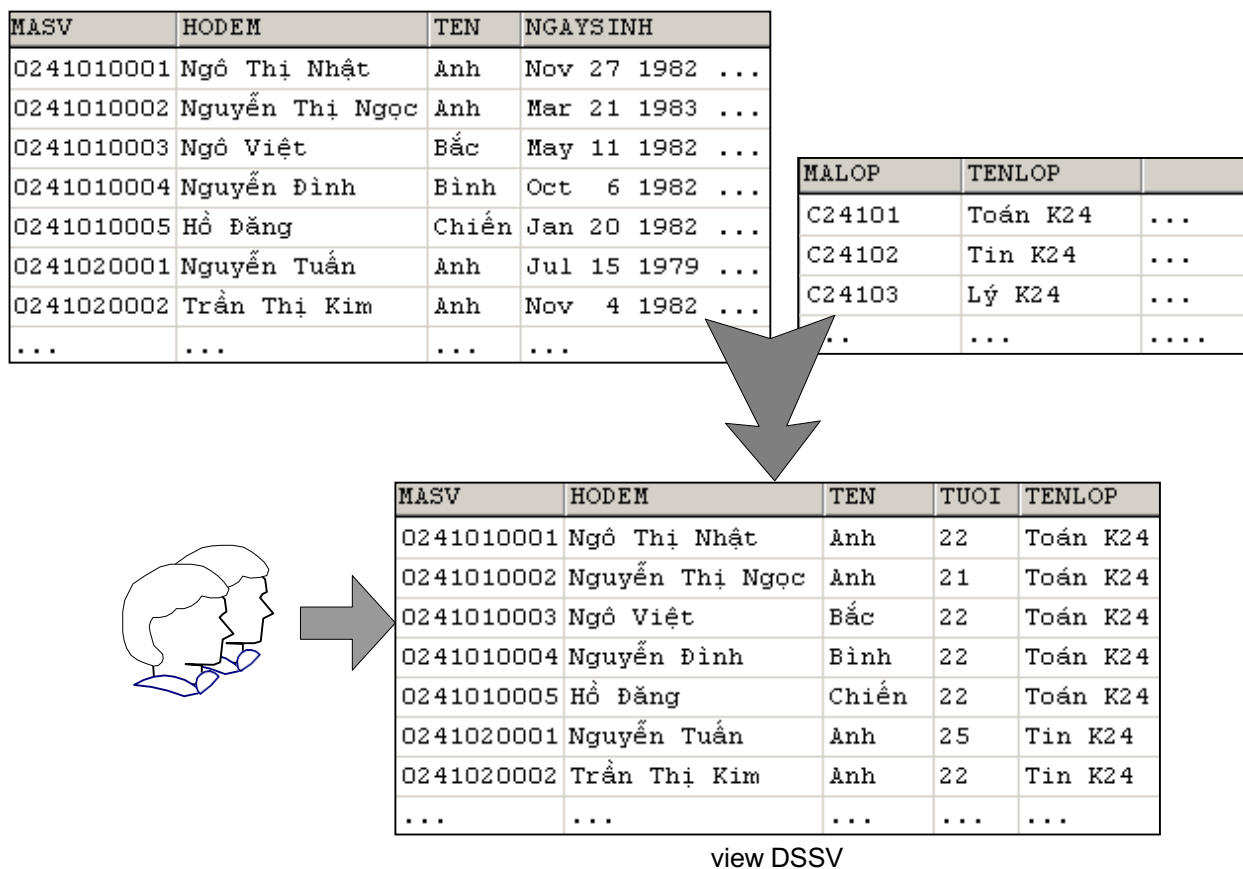 MASV HODEM TEN NGAYSINH
0241010001 Ngô Thị Nhật Anh Nov 27 1982 ...
0241010002 Nguyễn Thị Ngọc Anh Mar 21 1983 ...
0241010003 Ngô Việt Bắc May 11 1982 ...
0241010004 Nguyễn Đình Bình Oct 6 1982 ...
0241010005 Hồ Đăng Chiến Jan 20 1982 ...
0241020001 Nguyễn Tuấn Anh Jul 15 1979 ...
0241020002 Trần Thị Kim Anh Nov 4 1982 ...
... ... ... ...
MALOP TENLOP
C24101 Toán K24 ...
C24102 Tin K24 ...
C24103 Lý K24 ...
... ... ....
MASV HODEM TEN TUOI TENLOP
0241010001 Ngô Thị Nhật Anh 22 Toán K24
0241010002 Nguyễn Thị Ngọc Anh 21 Toán K24
0241010003 Ngô Việt Bắc 22 Toán K24
0241010004 Nguyễn Đình Bình 22 Toán K24
0241010005 Hồ Đăng Chiến 22 Toán K24
0241020001 Nguyễn Tuấn Anh 25 Tin K24
0241020002 Trần Thị Kim Anh 22 Tin K24
... ... ... ... ...
view DSSV